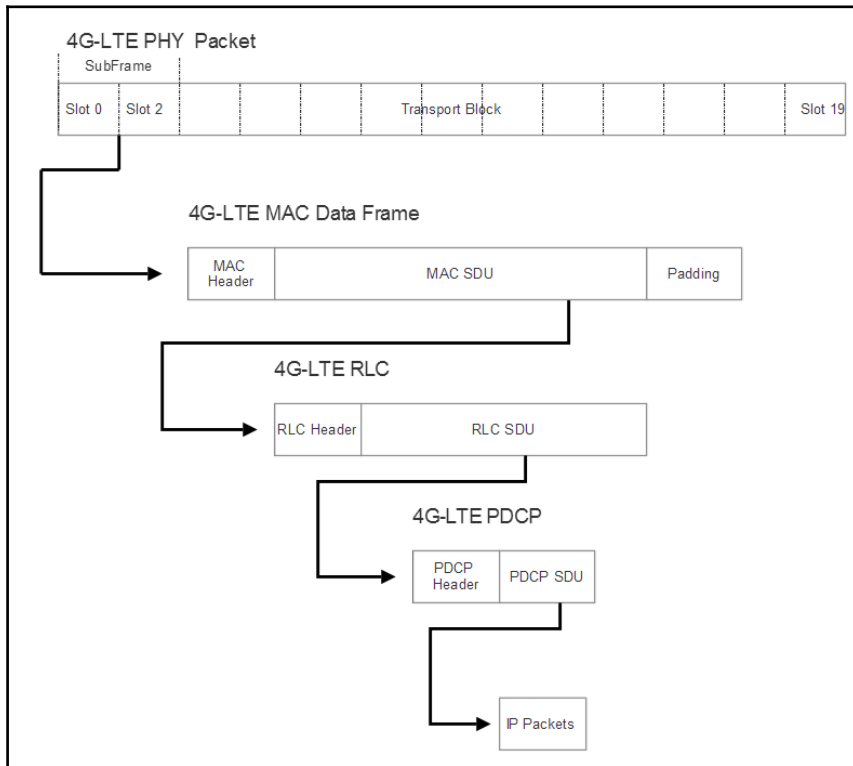 4G-LTE PHY Packet
SubFrame
Slot 0 Slot 2 Transport Block Slot 19
4G-LTE MAC Data Frame
MAC
Header
MAC SDU
Padding
4G-LTE RLC
RLC Header RLC SDU
4G-LTE PDCP
PDCP
Header
PDCP SDU
IP Packets